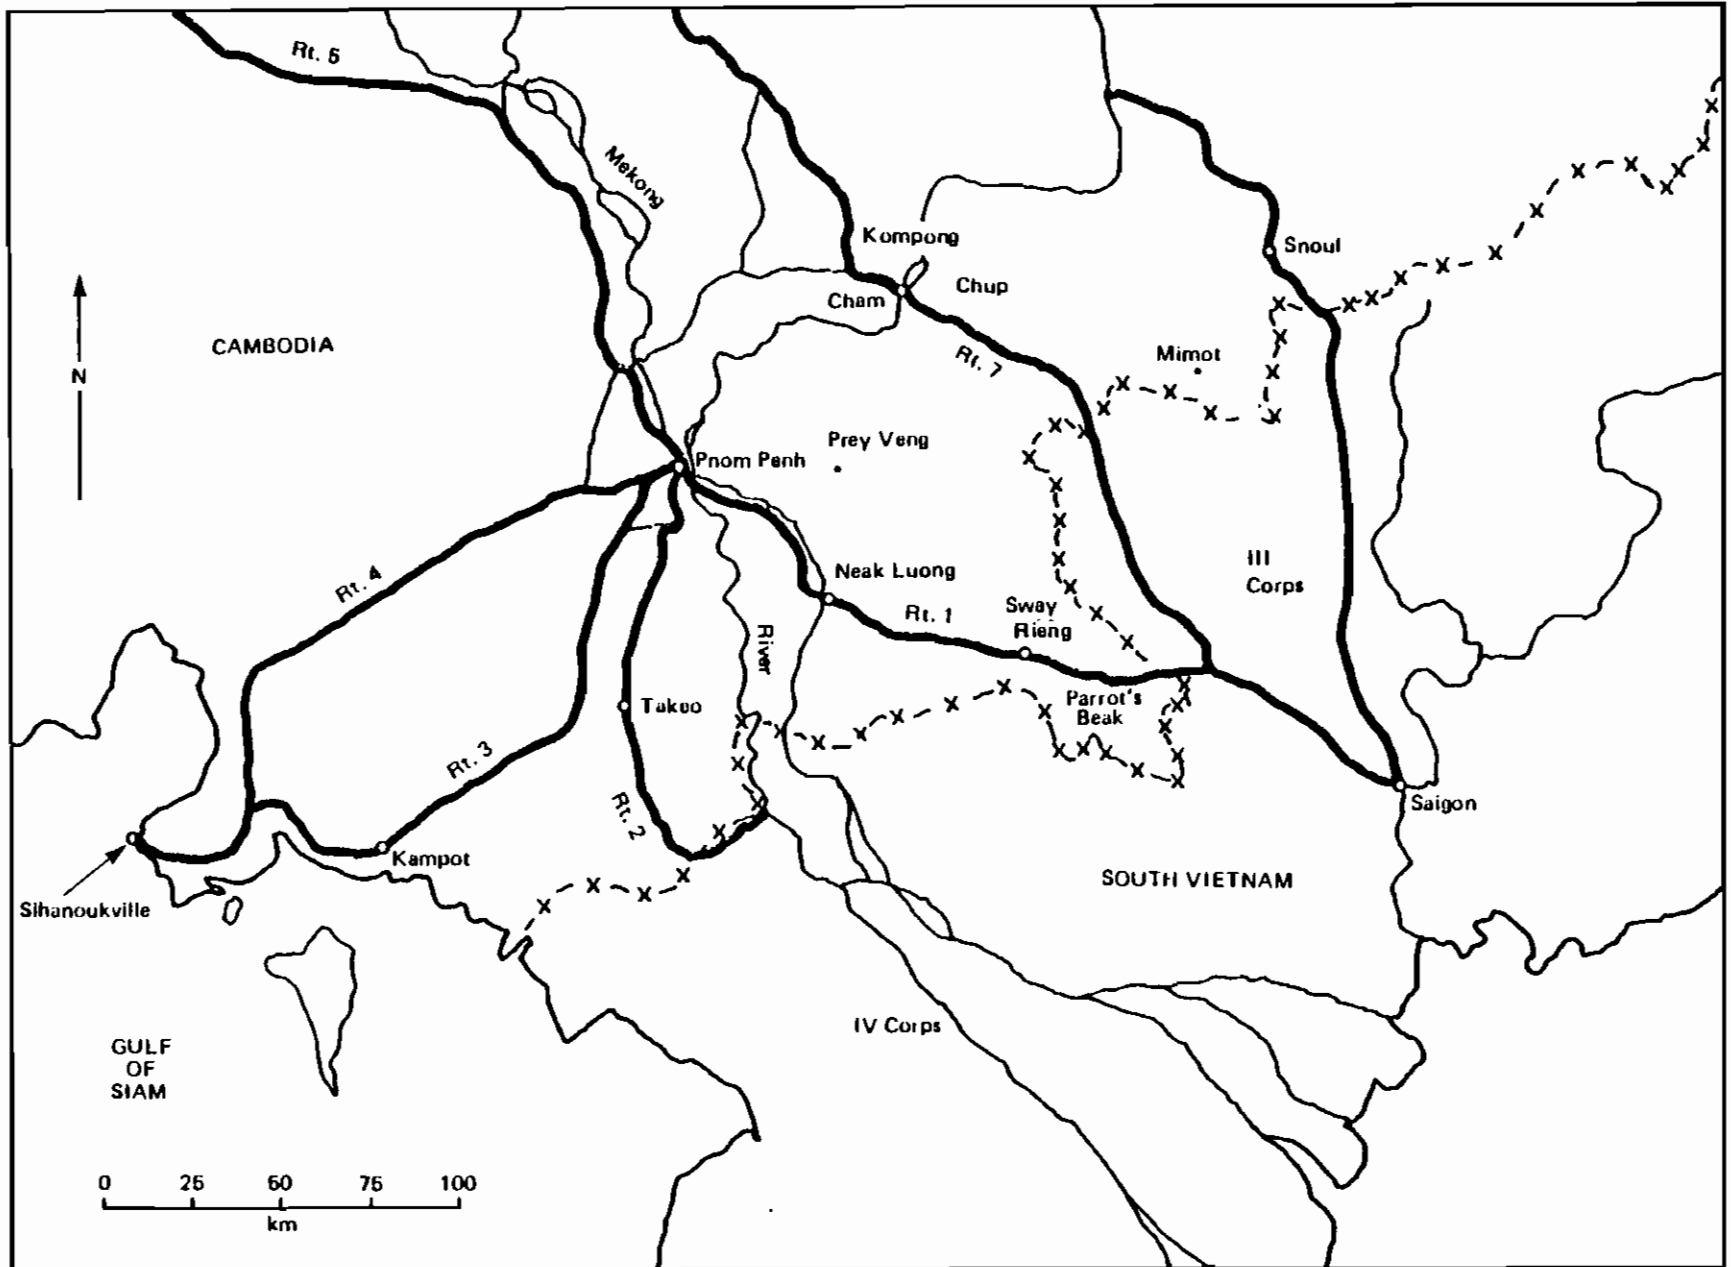 Rt. 5
Mekong
Kompong
Cham
Chup
Snoul
CAMBODIA
N
Rt. 7
Mimot
Prey Veng
Pnom Penh
III
Corps
Neak Luong
Rt. 4
Rt. 1
Sway
Rieng
River
Takeo
Parrot's
Beak
Rt. 3
Rt. 2
Saigon
Kampot
SOUTH VIETNAM
Sihanoukville
IV Corps
GULF
OF
SIAM
0 25 50 75 100
km